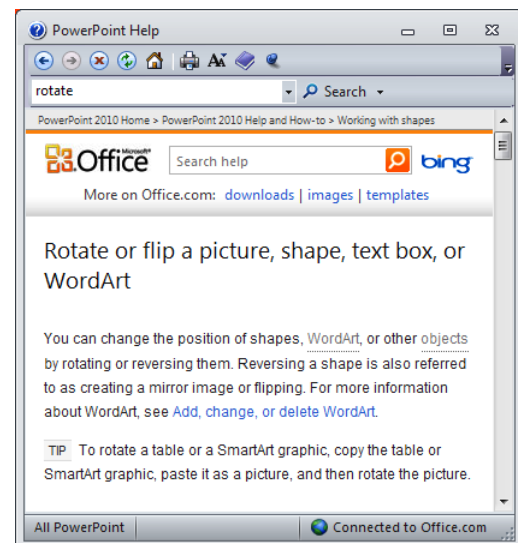 PowerPoint Help
rotate
Search
PowerPoint 2010 Home > PowerPoint 2010 Help and How-to > Working with shapes
Microsoft®
Office
Search help
bing
More on Office.com: downloads | images | templates
Rotate or flip a picture, shape, text box, or
WordArt
You can change the position of shapes, WordArt, or other objects
by rotating or reversing them. Reversing a shape is also referred
to as creating a mirror image or flipping. For more information
about WordArt, see Add, change, or delete WordArt.
TIP To rotate a table or a SmartArt graphic, copy the table or
SmartArt graphic, paste it as a picture, and then rotate the picture.
All PowerPoint
Connected to Office.com